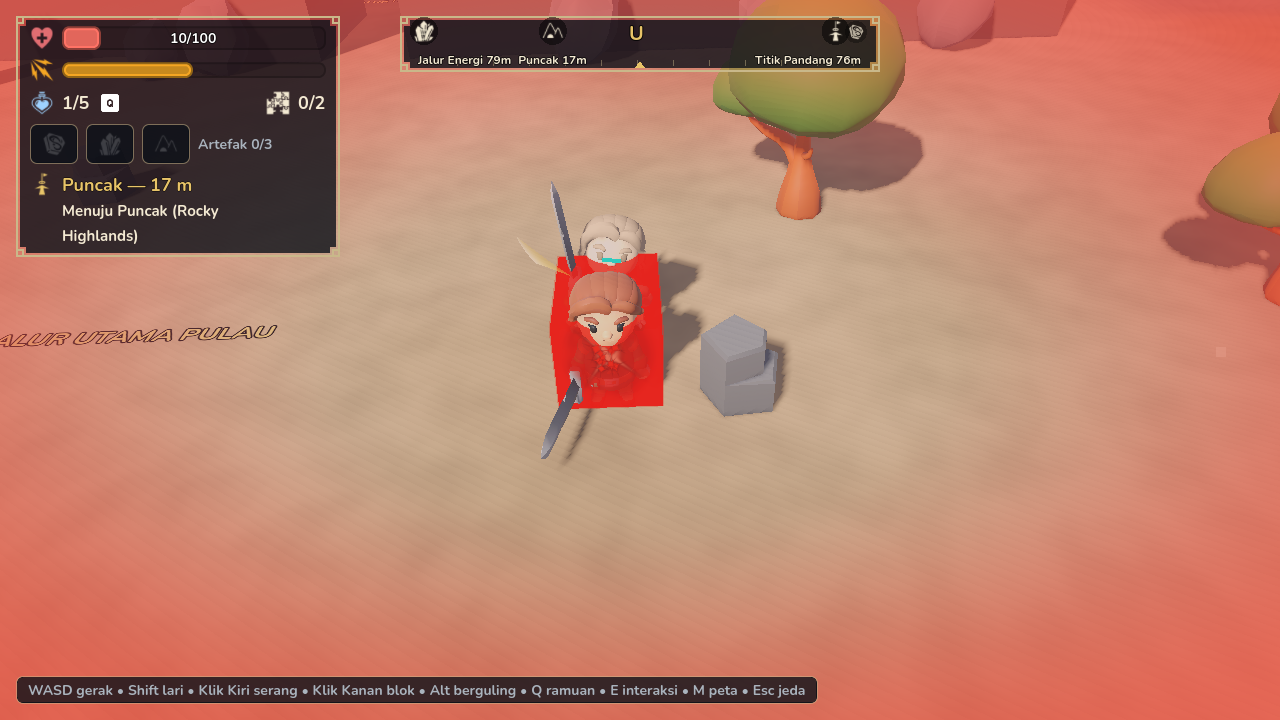 10/100
1/5 Q 0/2
Artefak 0/3
Puncak — 17 m
Menuju Puncak (Rocky
Highlands)
U
Jalur Energi 79m Puncak 17m Titik Pandang 76m
ALUR UTAMA PULAU
WASD gerak • Shift lari • Klik Kiri serang • Klik Kanan blok • Alt berguling • Q ramuan • E interaksi • M peta • Esc jeda